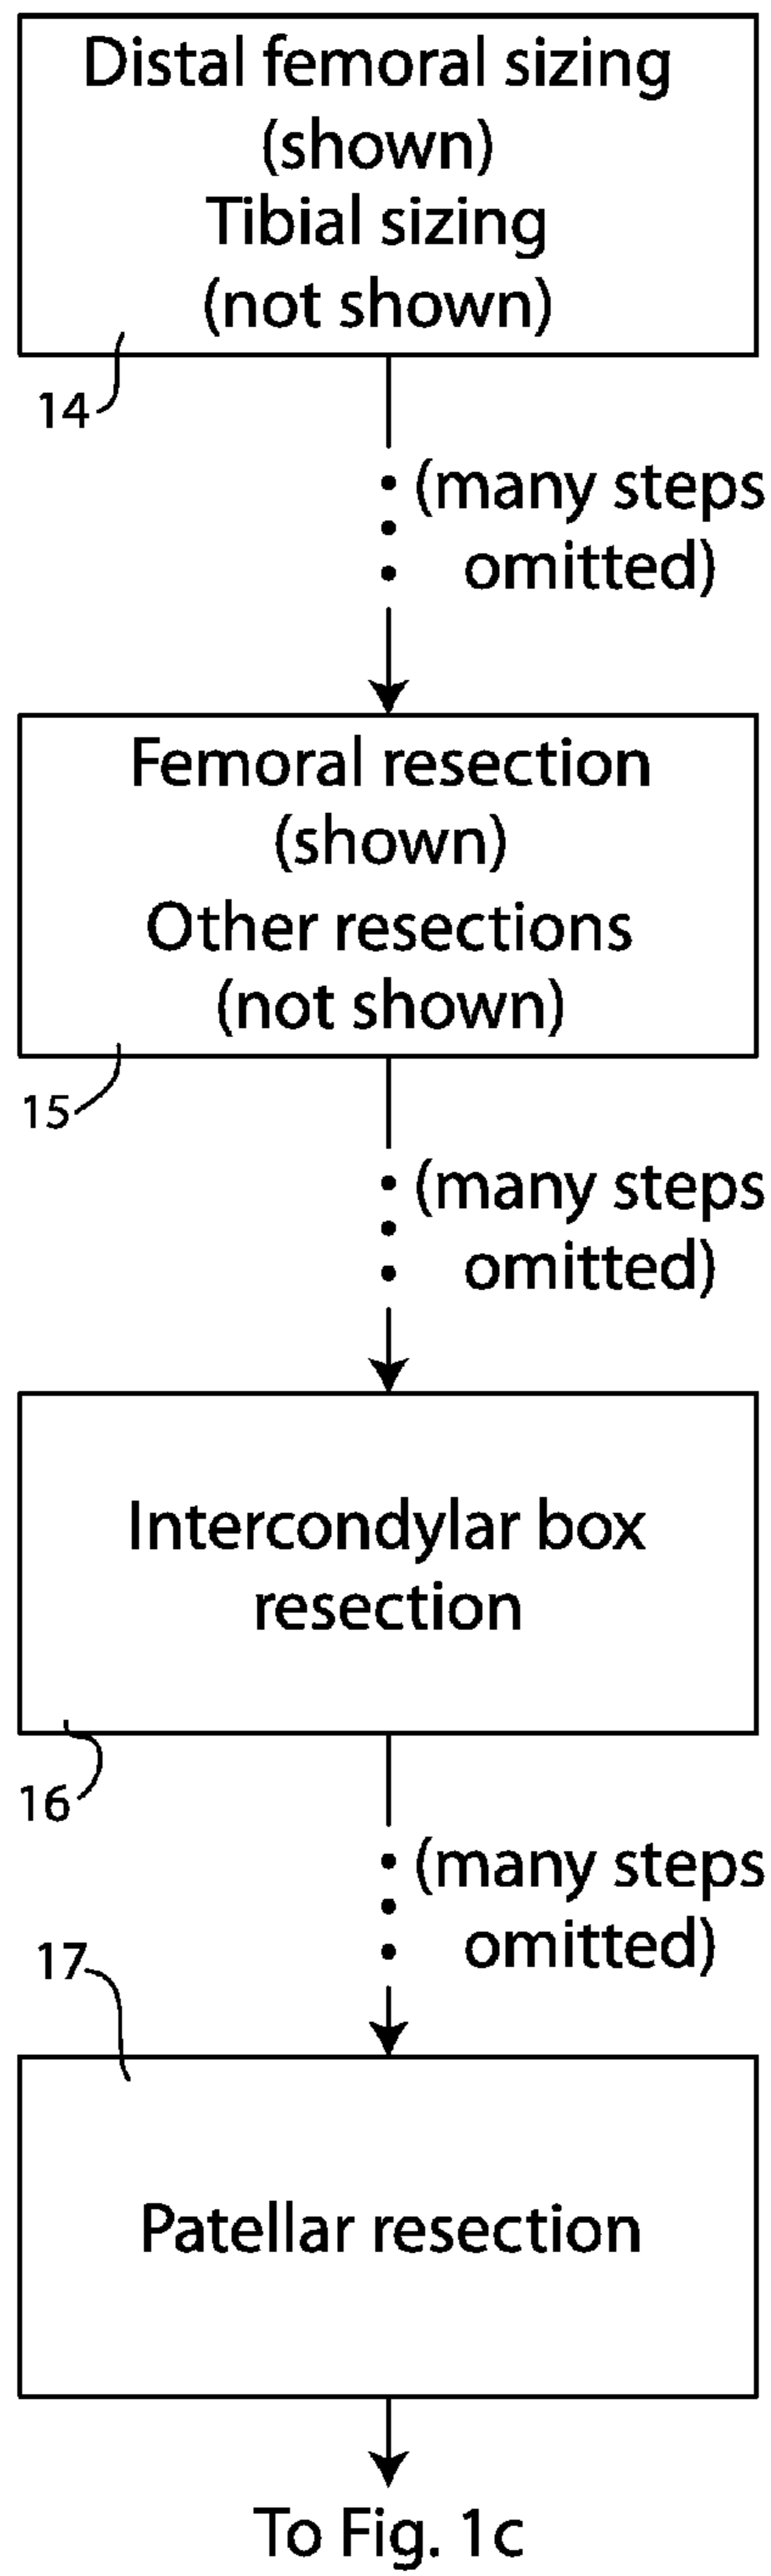 Distal femoral sizing
(shown)
Tibial sizing
(not shown)
14
(many steps
omitted)
Femoral resection
(shown)
Other resections
(not shown)
15
(many steps
omitted)
Intercondylar box
resection
16
(many steps
omitted)
17
Patellar resection
To Fig. 1c